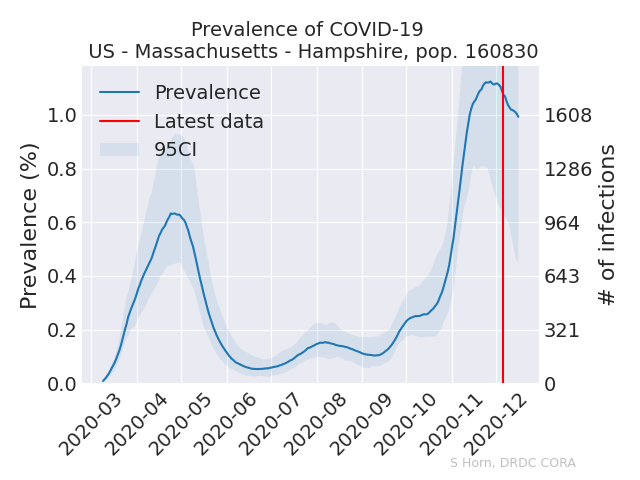 Prevalence of COVID-19
US - Massachusetts - Hampshire, pop. 160830
Prevalence
Latest data
95CI
Prevalence (%)
1.0
0.8
0.6
0.4
0.2
0.0
1608
1286
964
643
321
0
# of infections
2020-03
2020-04
2020-05
2020-06
2020-07
2020-08
2020-09
2020-10
2020-11
2020-12
S Horn, DRDC CORA